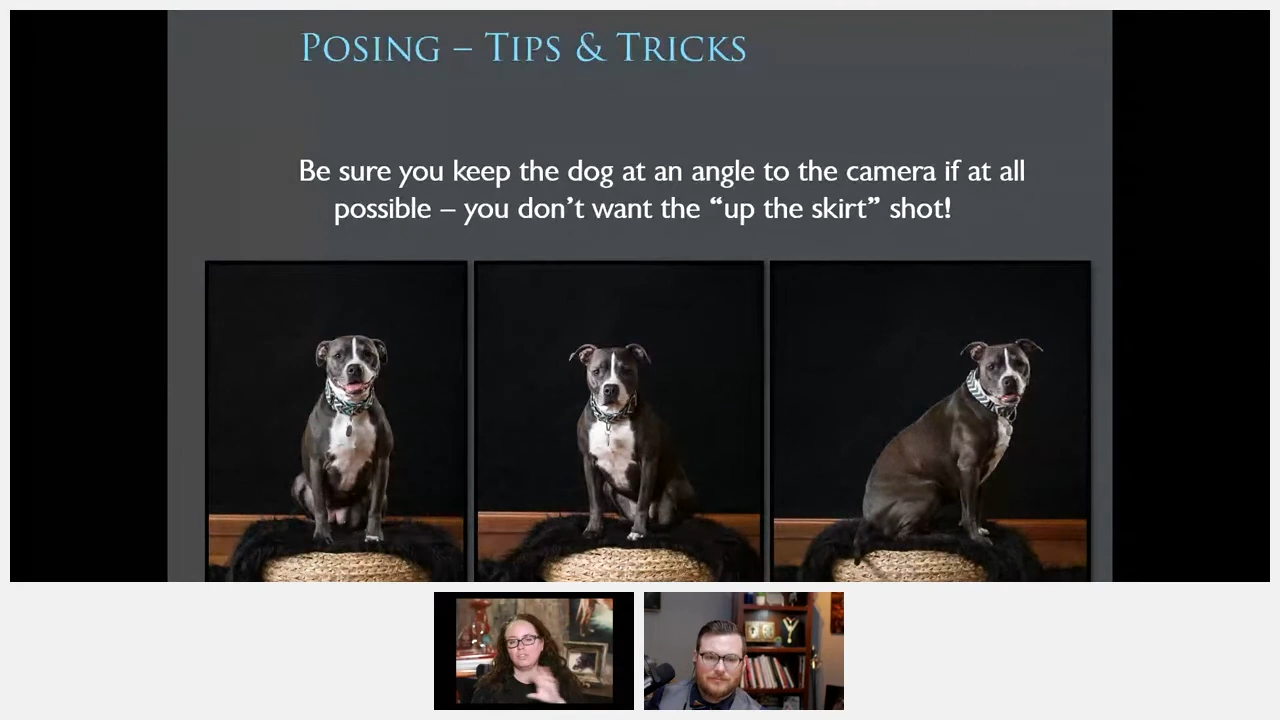 POSING – TIPS & TRICKS
Be sure you keep the dog at an angle to the camera if at all
possible – you don't want the “up the skirt” shot!